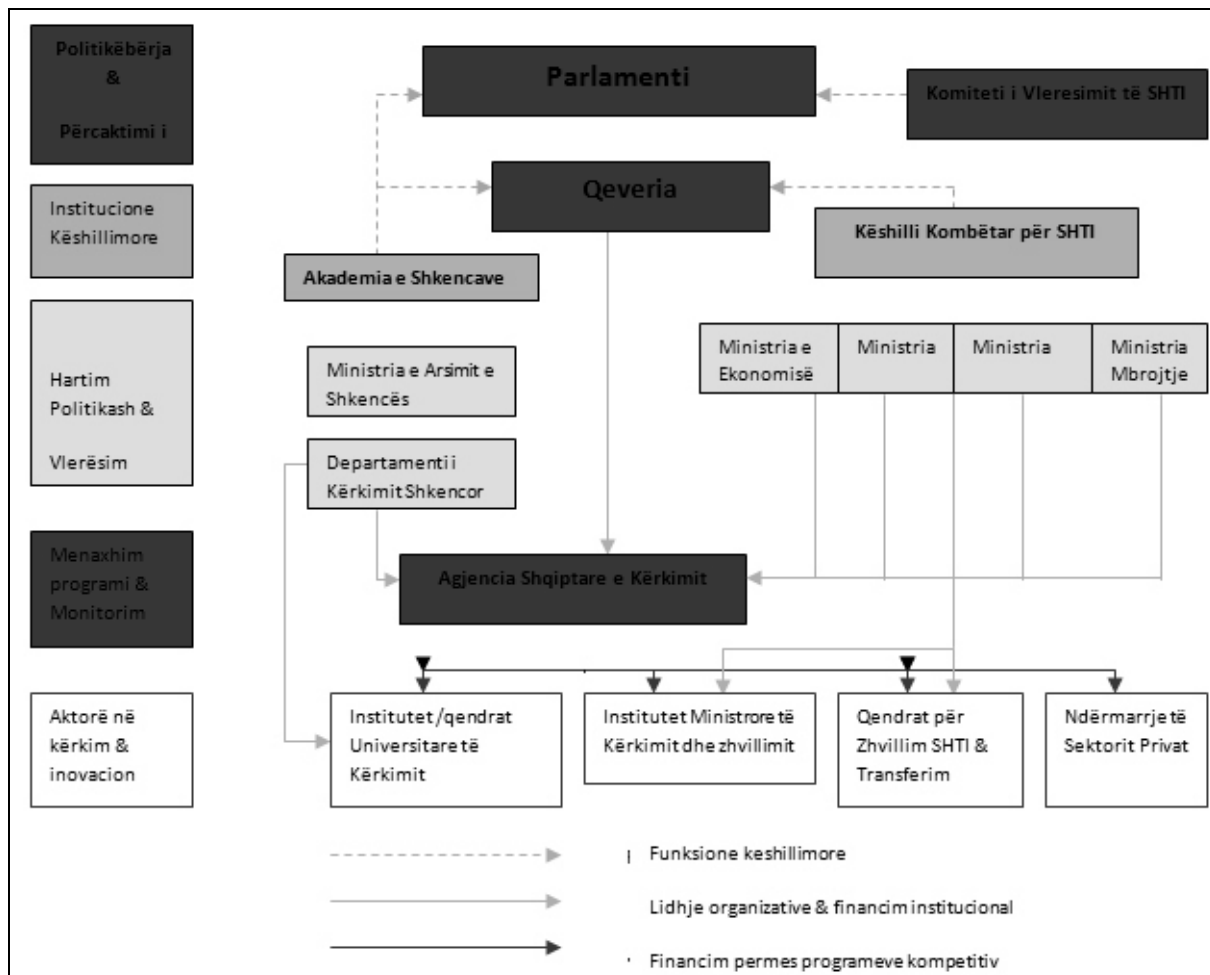 Politikëbërja
&
Përcaktimi i
Parlamenti
Komiteti i Vleresimit të SHTI
Qeveria
Institucione
Këshillimore
Këshilli Kombëtar për SHTI
Akademia e Shkencave
Hartim
Politikash &
Vlerësim
Ministria e Arsimit e
Shkencës
Ministria e
Ekonomisë
Ministria
Ministria
Ministria
Mbrojtje
Departamenti i
Kërkimit Shkencor
Menaxhim
programi &
Monitorim
Agjencia Shqiptare e Kërkimit
Aktorë në
kërkim &
inovacion
Institutet /qendrat
Universitare të
Kërkimit
Institutet Ministrore të
Kërkimit dhe zhvillimit
Qendrat për
Zhvillim SHTI &
Transferim
Ndërmarrje të
Sektorit Privat
Funksione keshillimore
Lidhje organizative & financim institucional
Financim permes programeve kompetitiv